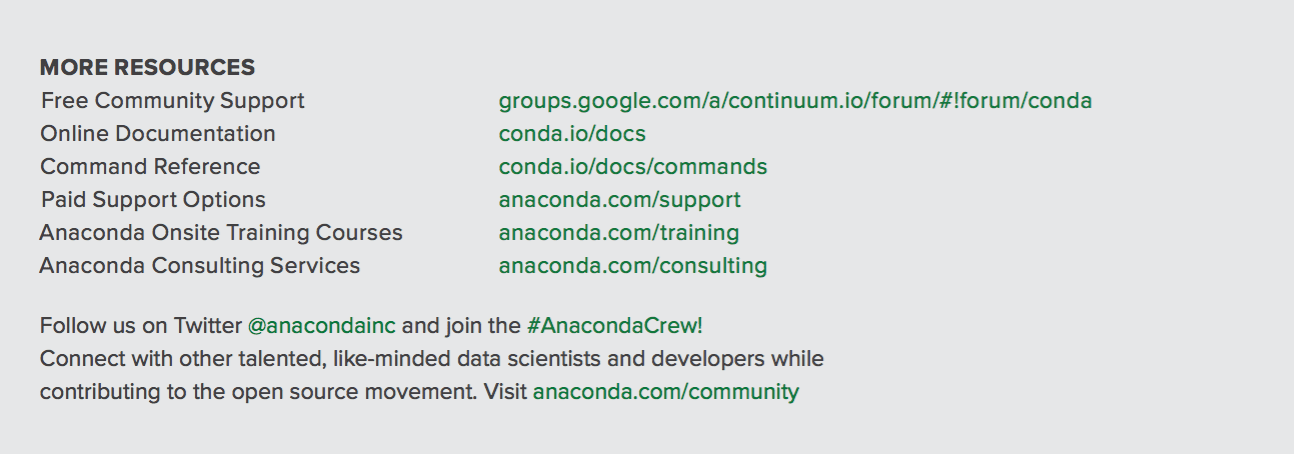 MORE RESOURCES
Free Community Support groups.google.com/a/continuum.io/forum/#!forum/conda
Online Documentation conda.io/docs
Command Reference conda.io/docs/commands
Paid Support Options anaconda.com/support
Anaconda Onsite Training Courses anaconda.com/training
Anaconda Consulting Services anaconda.com/consulting
Follow us on Twitter @anacondainc and join the #AnacondaCrew!
Connect with other talented, like-minded data scientists and developers while
contributing to the open source movement. Visit anaconda.com/community